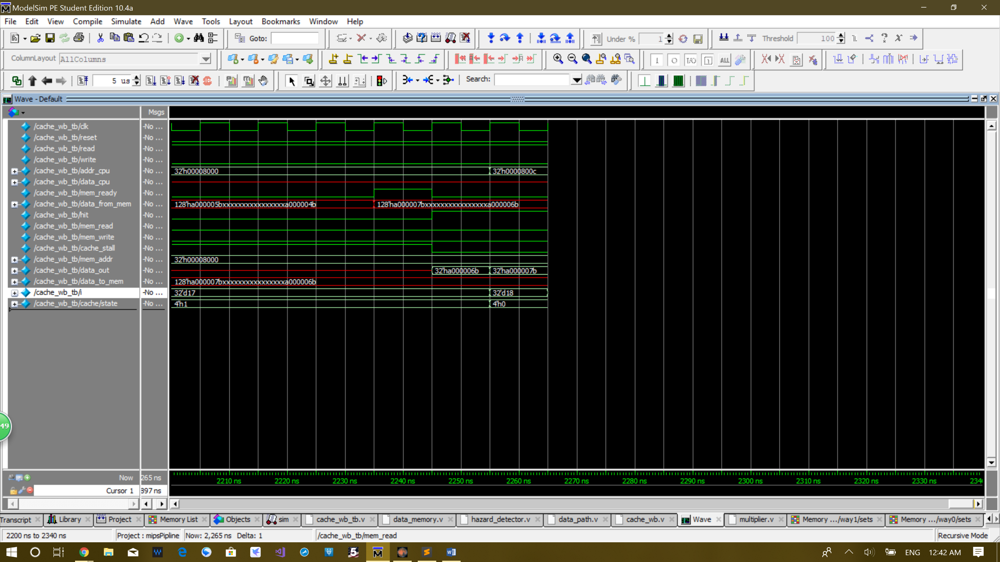 ModelSim PE Student Edition 10.4a
File Edit View Compile Simulate Add Wave Tools Layout Bookmarks Window Help
Goto: Under % 1 Threshold 100
ColumnLayout AllColumns
5 us Search:
Wave - Default
Msgs
/cache_wb_tb/clk -No ...
/cache_wb_tb/reset -No ...
/cache_wb_tb/read -No ...
/cache_wb_tb/write -No ...
/cache_wb_tb/addr_cpu -No ... 32'h00008000 32'h0000800c
/cache_wb_tb/data_cpu -No ...
/cache_wb_tb/mem_ready -No ...
/cache_wb_tb/data_from_mem -No ... 128'ha000005bxxxxxxxxxxxxxxxxa000004b 128'ha000007bxxxxxxxxxxxxxxxxa000006b
/cache_wb_tb/hit -No ...
/cache_wb_tb/mem_read -No ...
/cache_wb_tb/mem_write -No ...
/cache_wb_tb/cache_stall -No ...
/cache_wb_tb/mem_addr -No ... 32'h00008000
/cache_wb_tb/data_out -No ... 32'ha000006b 32'ha000007b
/cache_wb_tb/data_to_mem -No ... 128'ha000007bxxxxxxxxxxxxxxxxa000006b
/cache_wb_tb/i -No ... 32'd17 32'd18
/cache_wb_tb/cache/state -No ... 4'h1 4'h0
49
Now 265 ns 2210 ns 2220 ns 2230 ns 2240 ns 2250 ns 2260 ns 2270 ns 2280 ns 2290 ns 2300 ns 2310 ns 2320 ns 2330 ns 234
Cursor 1 897 ns
Transcript Library Project Memory List Objects sim cache_wb_tb.v data_memory.v hazard_detector.v data_path.v cache_wb.v Wave multiplier.v Memory .../way1/sets Memory .../way0/sets
2200 ns to 2340 ns Project : mipsPipline Now: 2,265 ns Delta: 1 /cache_wb_tb/mem_read Recursive Mode
ENG 12:42 AM